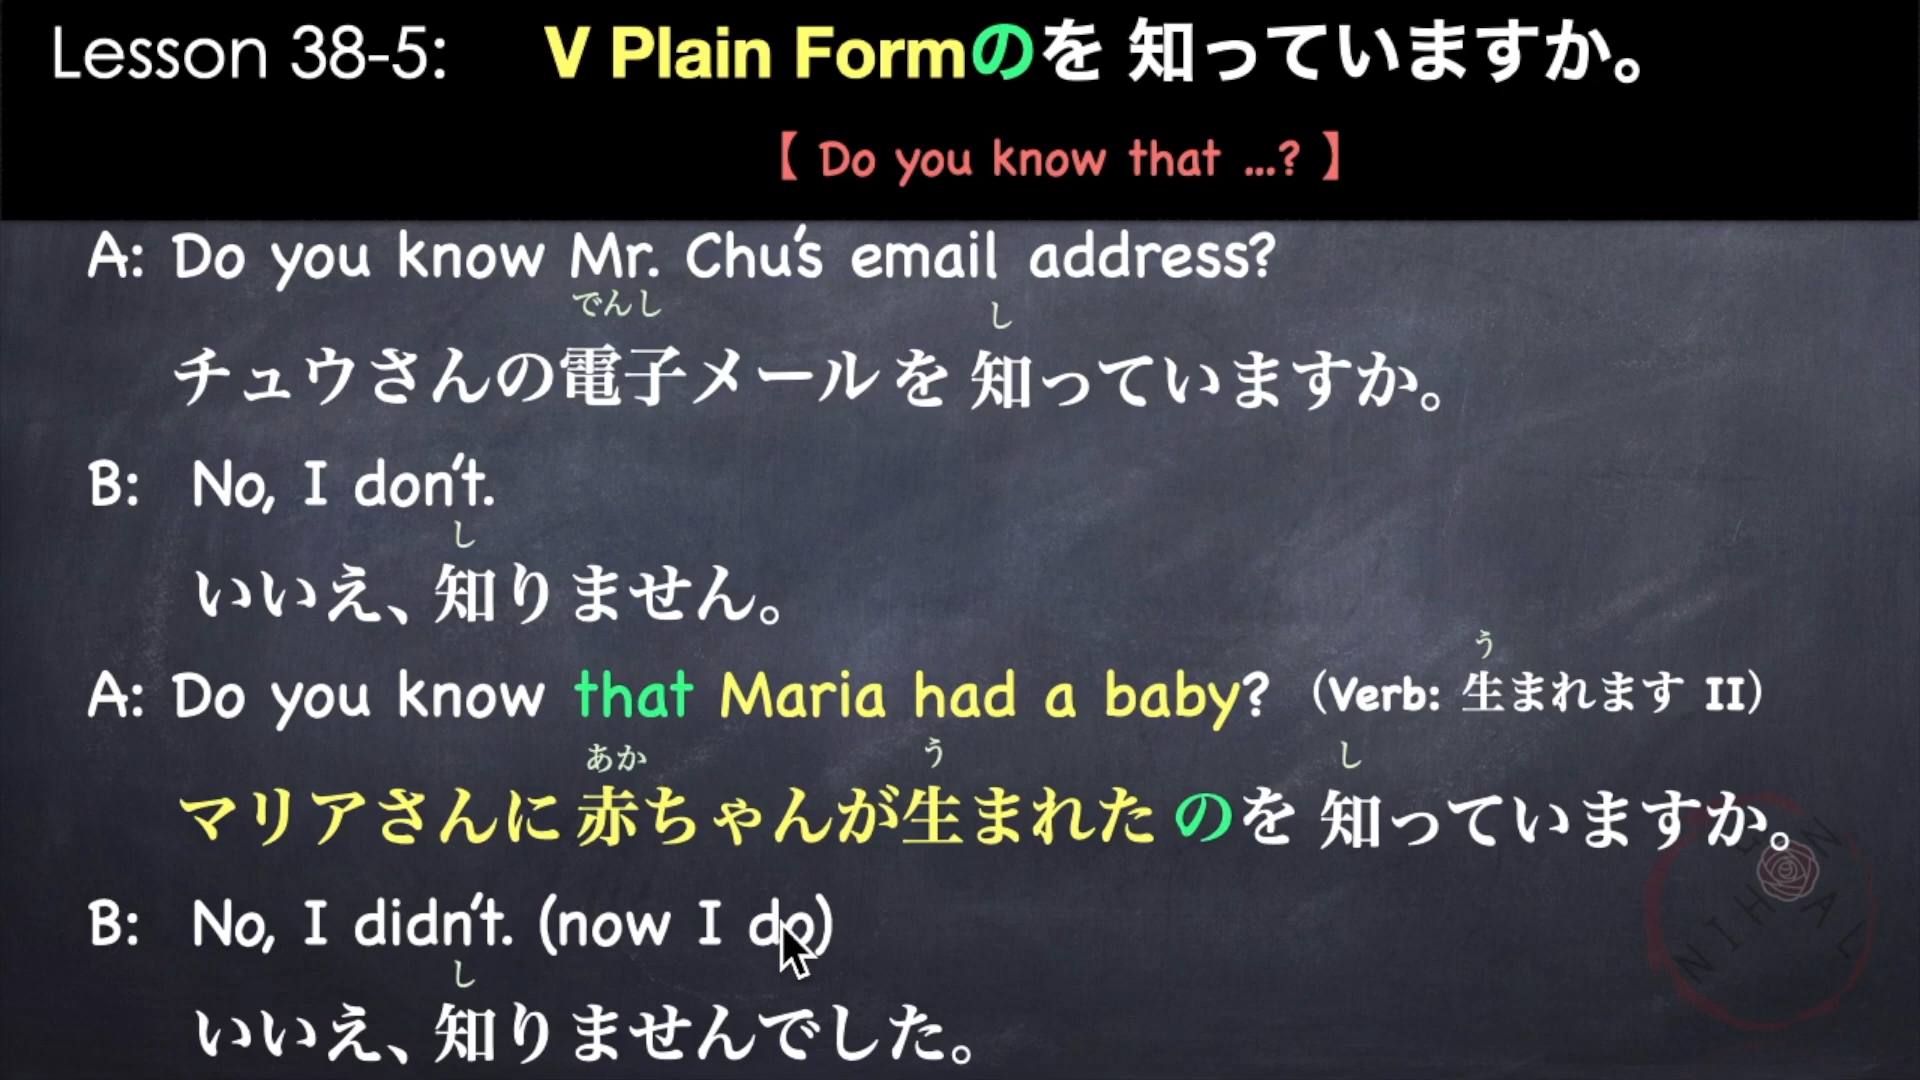 Lesson 38-5: V Plain Formのを 知っていますか。
【 Do you know that ...? 】
A: Do you know Mr. Chu's email address?
でんし し
チュウさんの電子メールを 知っていますか。
B: No, I don't.
し
いいえ、知りません。
う
A: Do you know that Maria had a baby? (Verb: 生まれます II)
あか う し
マリアさんに 赤ちゃんが生まれた のを 知っていますか。
B: No, I didn't. (now I do)
し
いいえ、知りませんでした。